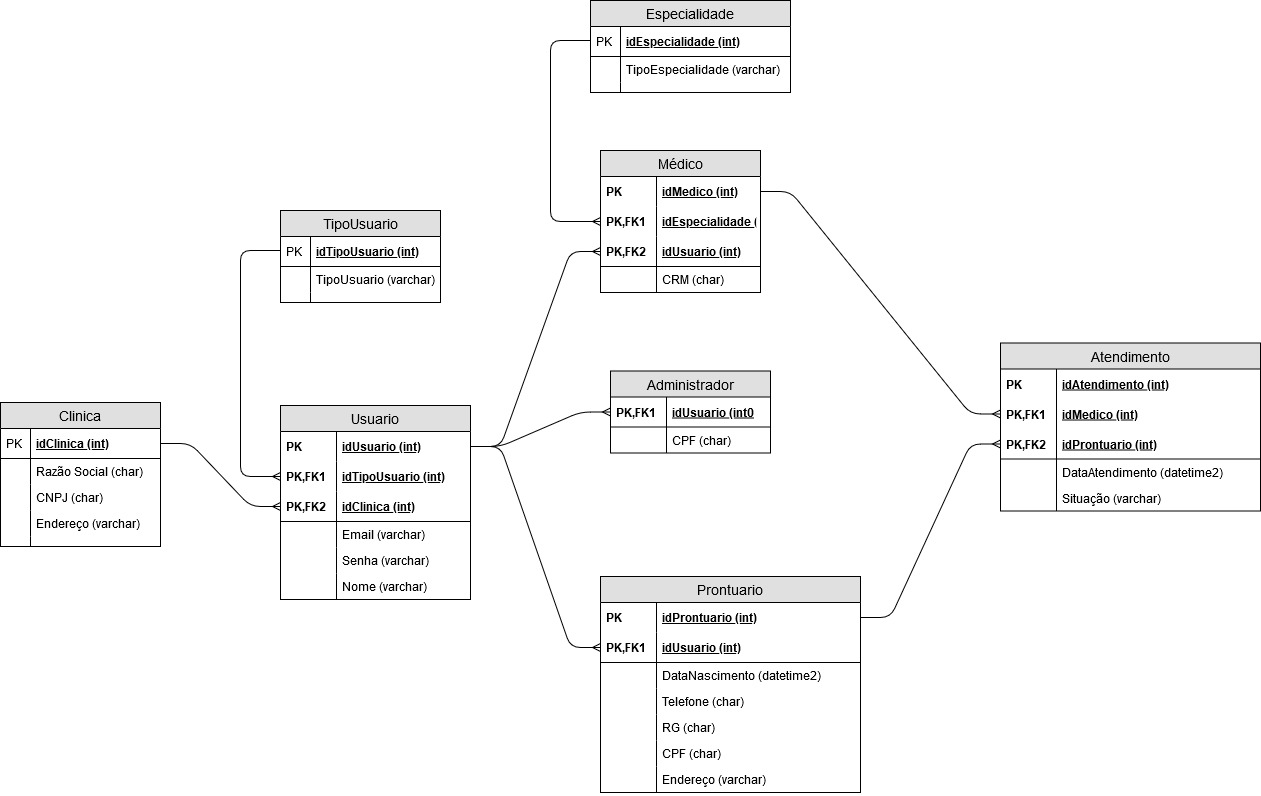 Especialidade
PK idEspecialidade (int)
TipoEspecialidade (varchar)
Médico
PK idMedico (int)
PK,FK1 idEspecialidade (
PK,FK2 idUsuario (int)
CRM (char)
TipoUsuario
PK idTipoUsuario (int)
TipoUsuario (varchar)
Clinica
PK idClinica (int)
Razão Social (char)
CNPJ (char)
Endereço (varchar)
Usuario
PK idUsuario (int)
PK,FK1 idTipoUsuario (int)
PK,FK2 idClinica (int)
Email (varchar)
Senha (varchar)
Nome (varchar)
Administrador
PK,FK1 idUsuario (int0
CPF (char)
Atendimento
PK idAtendimento (int)
PK,FK1 idMedico (int)
PK,FK2 idProntuario (int)
DataAtendimento (datetime2)
Situação (varchar)
Prontuario
PK idProntuario (int)
PK,FK1 idUsuario (int)
DataNascimento (datetime2)
Telefone (char)
RG (char)
CPF (char)
Endereço (varchar)